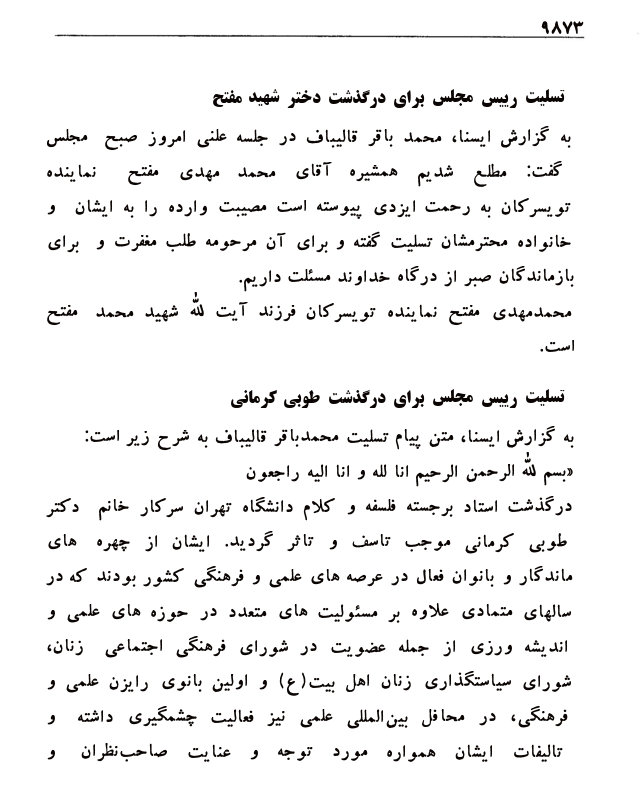 ۹۸۷۳
تسلیت رییس مجلس برای درگذشت دختر شهید مفتح
به گزارش ایسنا، محمد باقر قالیباف در جلسه علنی امروز صبح مجلس
گفت: مطلع شدیم همشیره آقای محمد مهدی مفتح نماینده
تویسرکان به رحمت ایزدی پیوسته است مصیبت وارده را به ایشان و
خانواده محترمشان تسلیت گفته و برای آن مرحومه طلب مغفرت و برای
بازماندگان صبر از درگاه خداوند مسئلت داریم.
محمدمهدی مفتح نماینده تویسرکان فرزند آیت الله شهید محمد مفتح
است.
تسلیت رییس مجلس برای درگذشت طوبی کرمانی
به گزارش ایسنا، متن پیام تسلیت محمدباقر قالیباف به شرح زیر است:
«بسم الله الرحمن الرحیم انا لله و انا الیه راجعون
درگذشت استاد برجسته فلسفه و کلام دانشگاه تهران سرکار خانم دکتر
طوبی کرمانی موجب تاسف و تاثر گردید. ایشان از چهره های
ماندگار و بانوان فعال در عرصه های علمی و فرهنگی کشور بودند که در
سالهای متمادی علاوه بر مسئولیت های متعدد در حوزه های علمی و
اندیشه ورزی از جمله عضویت در شورای فرهنگی اجتماعی زنان،
شورای سیاستگذاری زنان اهل بیت(ع) و اولین بانوی رایزن علمی و
فرهنگی، در محافل بین‌المللی علمی نیز فعالیت چشمگیری داشته و
تالیفات ایشان همواره مورد توجه و عنایت صاحب‌نظران و